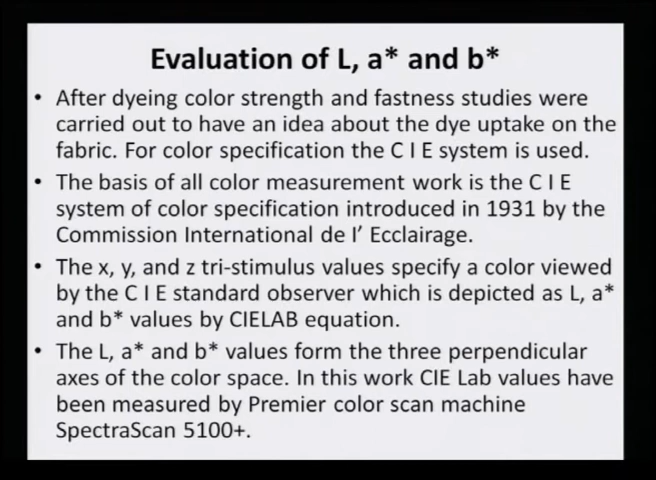 Evaluation of L, a* and b*
• After dyeing color strength and fastness studies were
carried out to have an idea about the dye uptake on the
fabric. For color specification the C I E system is used.
• The basis of all color measurement work is the C I E
system of color specification introduced in 1931 by the
Commission International de I’ Ecclairage.
• The x, y, and z tri-stimulus values specify a color viewed
by the C I E standard observer which is depicted as L, a*
and b* values by CIELAB equation.
• The L, a* and b* values form the three perpendicular
axes of the color space. In this work CIE Lab values have
been measured by Premier color scan machine
SpectraScan 5100+.